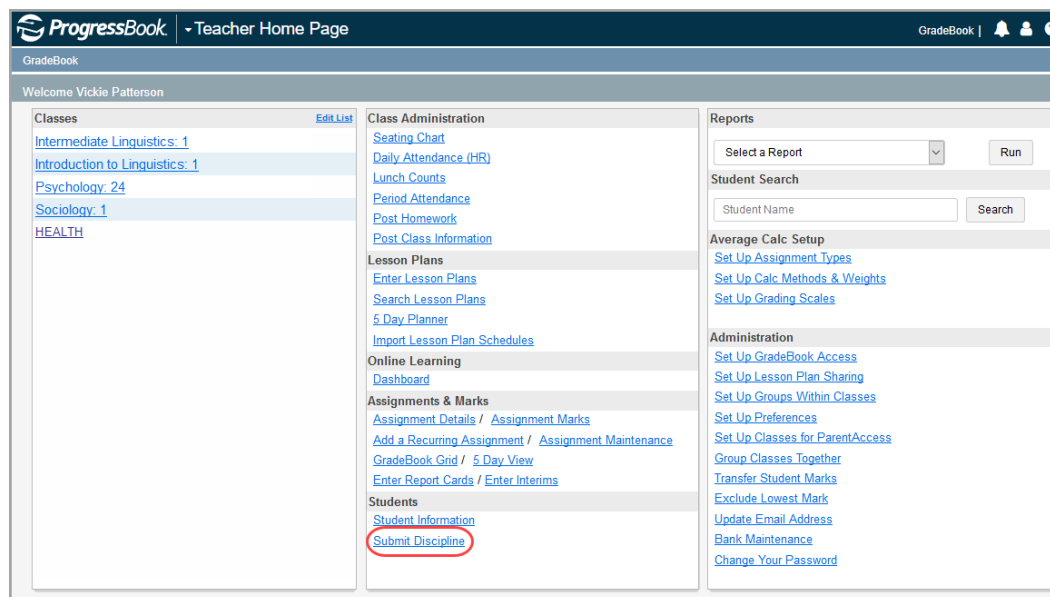 ProgressBook. Teacher Home Page GradeBook |
GradeBook
Welcome Vickie Patterson
Classes Edit List
Intermediate Linguistics: 1
Introduction to Linguistics: 1
Psychology: 24
Sociology: 1
HEALTH
Class Administration
Seating Chart
Daily Attendance (HR)
Lunch Counts
Period Attendance
Post Homework
Post Class Information
Lesson Plans
Enter Lesson Plans
Search Lesson Plans
5 Day Planner
Import Lesson Plan Schedules
Online Learning
Dashboard
Assignments & Marks
Assignment Details / Assignment Marks
Add a Recurring Assignment / Assignment Maintenance
GradeBook Grid / 5 Day View
Enter Report Cards / Enter Interims
Students
Student Information
Submit Discipline
Reports
Select a Report Run
Student Search
Student Name Search
Average Calc Setup
Set Up Assignment Types
Set Up Calc Methods & Weights
Set Up Grading Scales
Administration
Set Up GradeBook Access
Set Up Lesson Plan Sharing
Set Up Groups Within Classes
Set Up Preferences
Set Up Classes for ParentAccess
Group Classes Together
Transfer Student Marks
Exclude Lowest Mark
Update Email Address
Bank Maintenance
Change Your Password